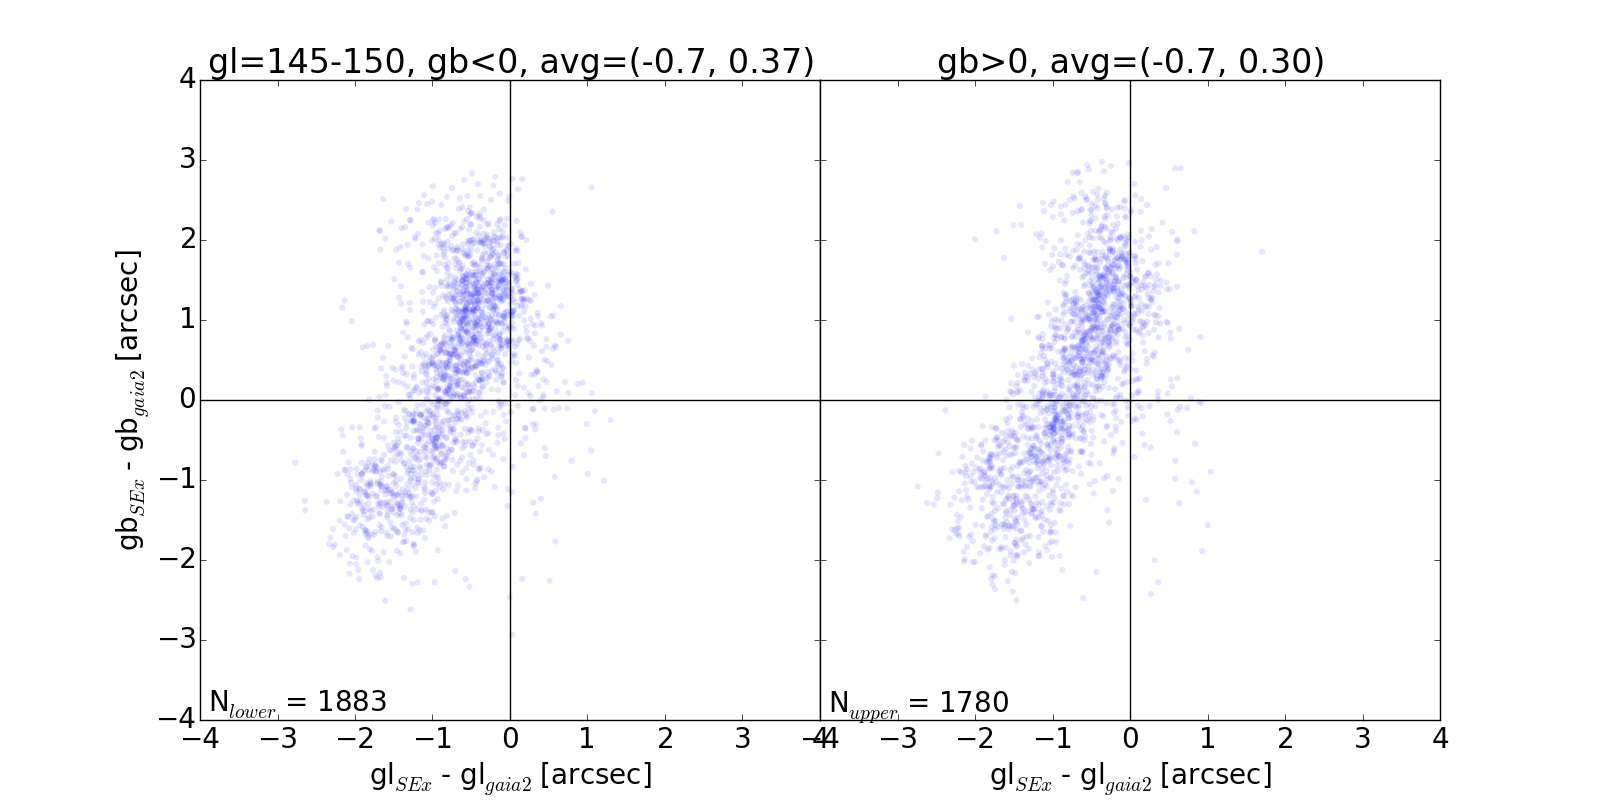 gl=145-150, gb<0, avg=(-0.7, 0.37)
gb>0, avg=(-0.7, 0.30)
4
3
2
1
0
−1
−2
−3
−4
gb_SEx - gb_gaia2 [arcsec]
N_lower = 1883
N_upper = 1780
−4 −3 −2 −1 0 1 2 3 4
−4 −3 −2 −1 0 1 2 3 4
gl_SEx - gl_gaia2 [arcsec]
gl_SEx - gl_gaia2 [arcsec]